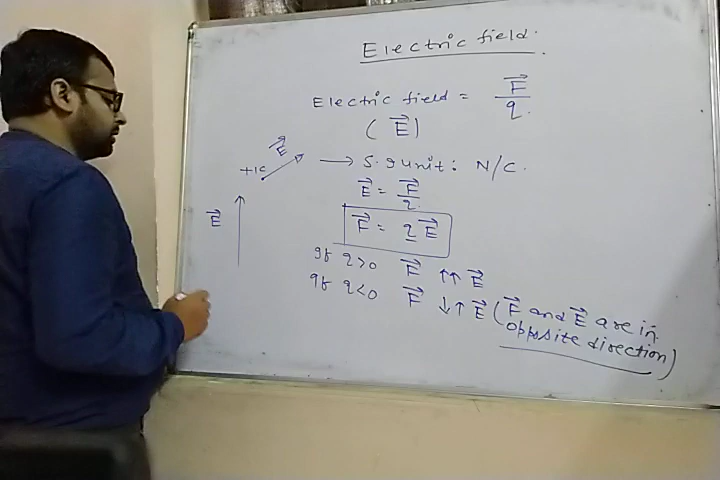 Electric field.
Electric field = F⃗/q.
(E⃗)
+1C E⃗ → S.I unit: N/C.
E⃗ = F⃗/q
E⃗
F⃗ = qE⃗
If q>0 F⃗ ↑↑ E⃗
If q<0 F⃗ ↓↑ E⃗ (F⃗ and E⃗ are in
opposite direction)